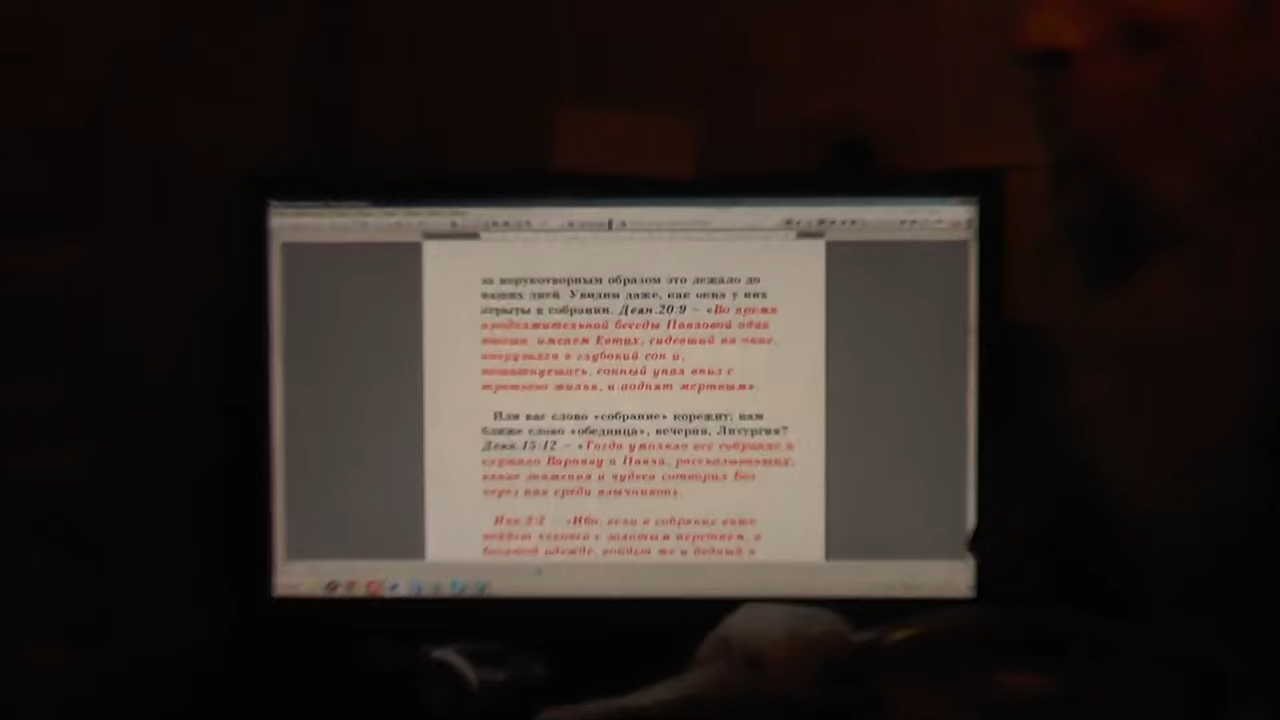 за нерукотворным образом это лежало до
наших дней. Увидим даже, как окна у них
открыты в собрании. Деян.20:9 – «Во время
продолжительной беседы Павловой один
юноша, именем Евтих, сидевший на окне,
погрузился в глубокий сон и,
пошатнувшись, сонный упал вниз с
третьего жилья, и поднят мертвым».
Или вас слово «собрание» корежит; вам
ближе слово «обедница», вечерня, Литургия?
Деян.15:12 – «Тогда умолкло все собрание и
слушало Варнаву и Павла, рассказывавших,
какие знамения и чудеса сотворил Бог
через них среди язычников».
Иак.2:2 – «Ибо, если в собрание ваше
войдет человек с золотым перстнем, в
богатой одежде, войдет же и бедный в